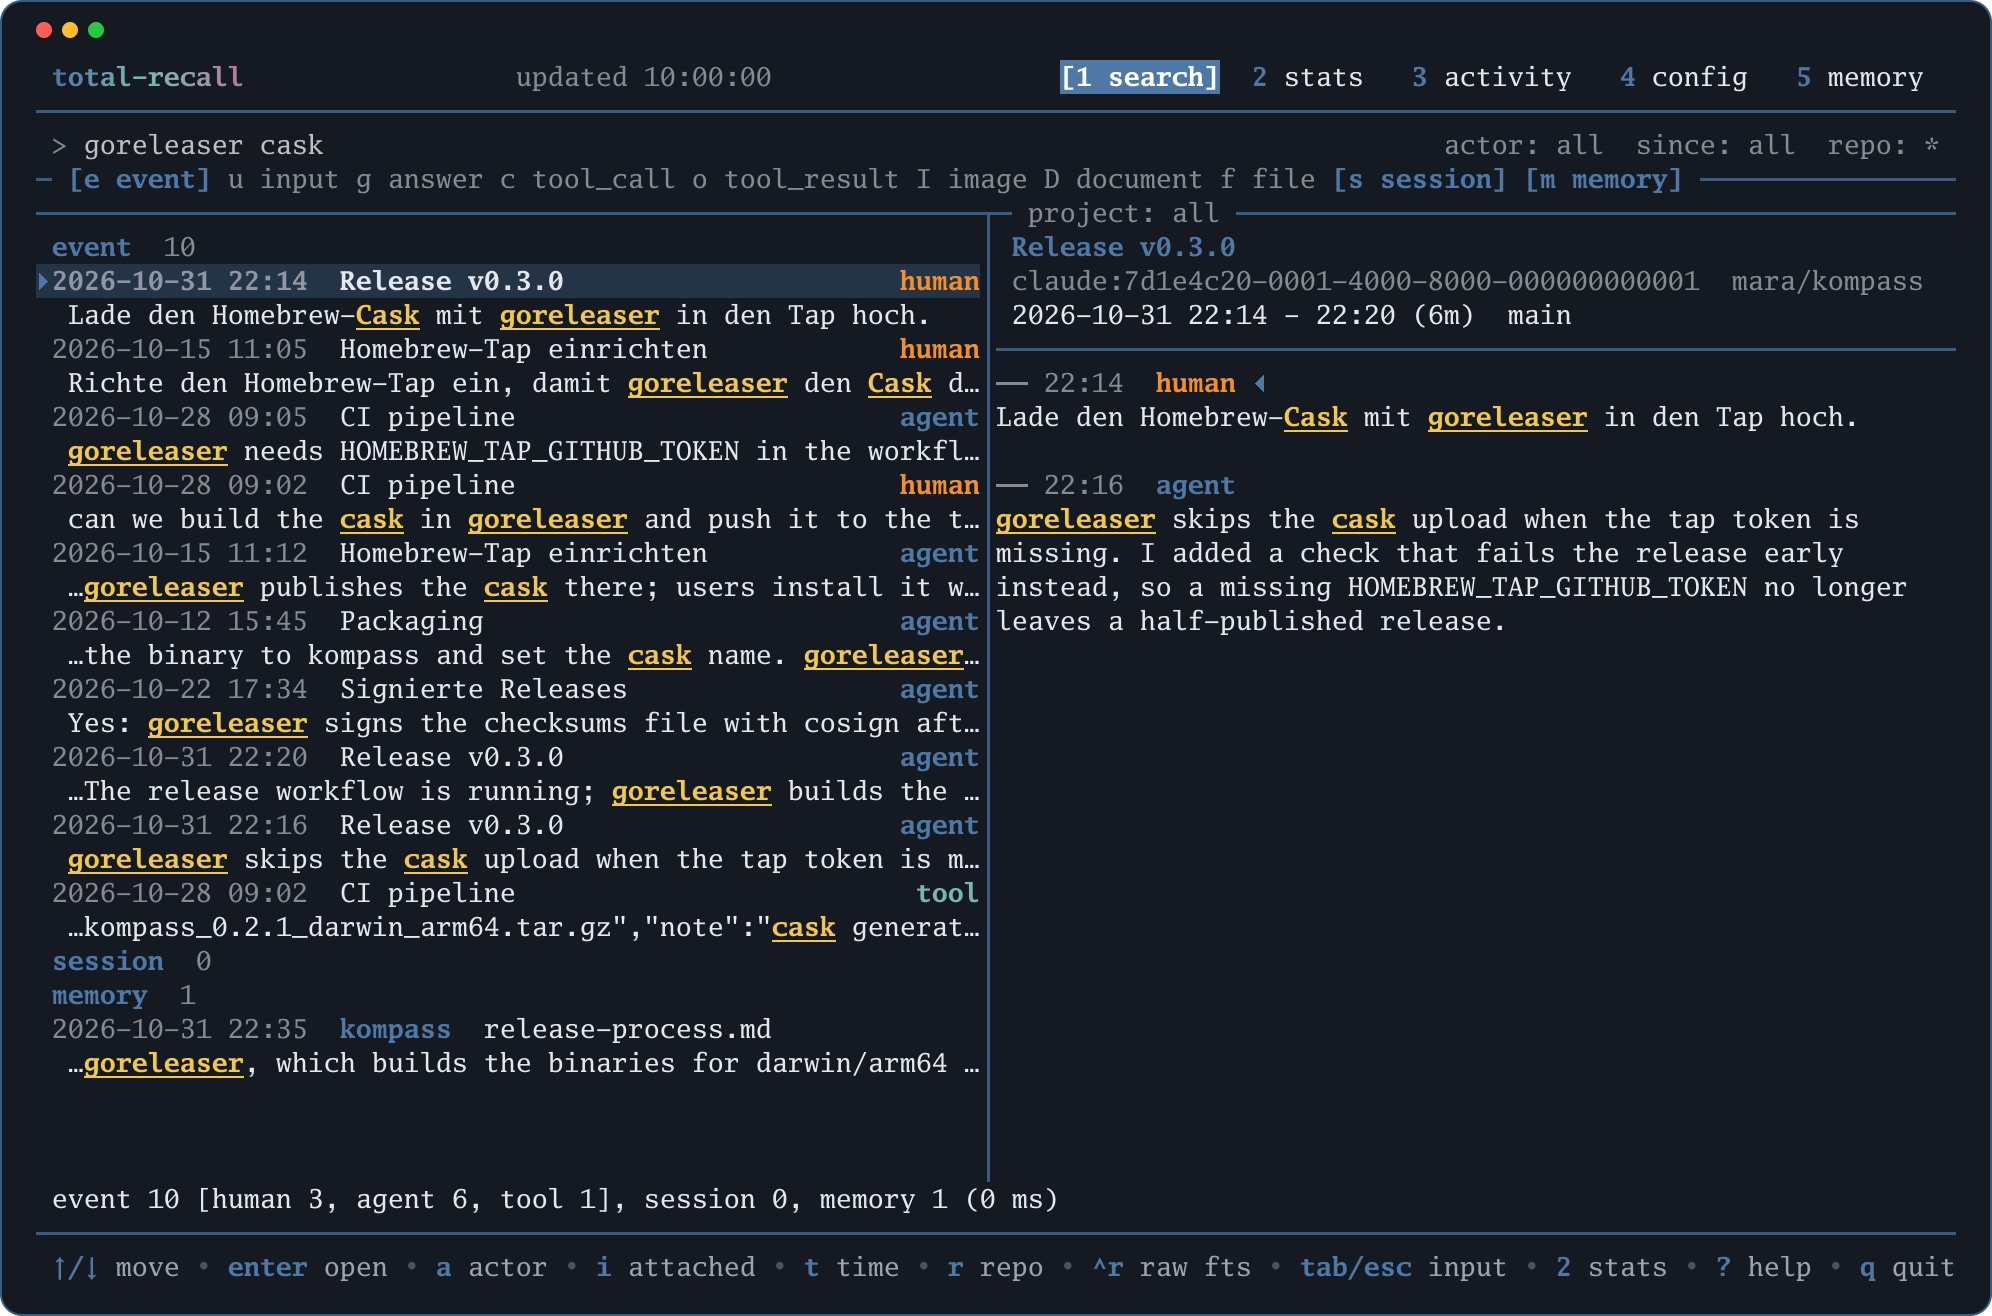 total-recall updated 10:00:00 [1 search] 2 stats 3 activity 4 config 5 memory
> goreleaser cask actor: all since: all repo: *
[e event] u input g answer c tool_call o tool_result I image D document f file [s session] [m memory]
project: all
event 10
2026-10-31 22:14 Release v0.3.0 human
Lade den Homebrew-Cask mit goreleaser in den Tap hoch.
2026-10-15 11:05 Homebrew-Tap einrichten human
Richte den Homebrew-Tap ein, damit goreleaser den Cask d…
2026-10-28 09:05 CI pipeline agent
goreleaser needs HOMEBREW_TAP_GITHUB_TOKEN in the workfl…
2026-10-28 09:02 CI pipeline human
can we build the cask in goreleaser and push it to the t…
2026-10-15 11:12 Homebrew-Tap einrichten agent
…goreleaser publishes the cask there; users install it w…
2026-10-12 15:45 Packaging agent
…the binary to kompass and set the cask name. goreleaser…
2026-10-22 17:34 Signierte Releases agent
Yes: goreleaser signs the checksums file with cosign aft…
2026-10-31 22:20 Release v0.3.0 agent
…The release workflow is running; goreleaser builds the …
2026-10-31 22:16 Release v0.3.0 agent
goreleaser skips the cask upload when the tap token is m…
2026-10-28 09:02 CI pipeline tool
…kompass_0.2.1_darwin_arm64.tar.gz","note":"cask generat…
session 0
memory 1
2026-10-31 22:35 kompass release-process.md
…goreleaser, which builds the binaries for darwin/arm64 …
Release v0.3.0
claude:7d1e4c20-0001-4000-8000-000000000001 mara/kompass
2026-10-31 22:14 - 22:20 (6m) main
—— 22:14 human
Lade den Homebrew-Cask mit goreleaser in den Tap hoch.
—— 22:16 agent
goreleaser skips the cask upload when the tap token is
missing. I added a check that fails the release early
instead, so a missing HOMEBREW_TAP_GITHUB_TOKEN no longer
leaves a half-published release.
event 10 [human 3, agent 6, tool 1], session 0, memory 1 (0 ms)
↑/↓ move • enter open • a actor • i attached • t time • r repo • ^r raw fts • tab/esc input • 2 stats • ? help • q quit